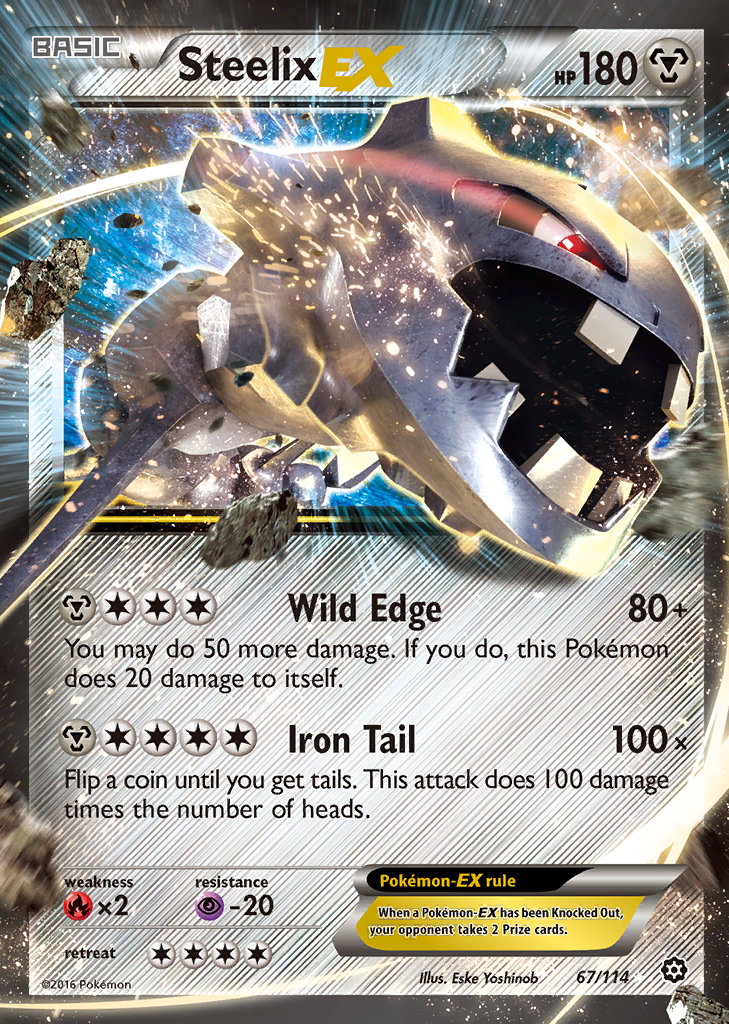 BASIC
Steelix EX
HP 180
Wild Edge 80+
You may do 50 more damage. If you do, this Pokémon
does 20 damage to itself.
Iron Tail 100×
Flip a coin until you get tails. This attack does 100 damage
times the number of heads.
weakness resistance
×2 -20
Pokémon-EX rule
When a Pokémon-EX has been Knocked Out,
your opponent takes 2 Prize cards.
retreat
©2016 Pokémon
Illus. Eske Yoshinob 67/114